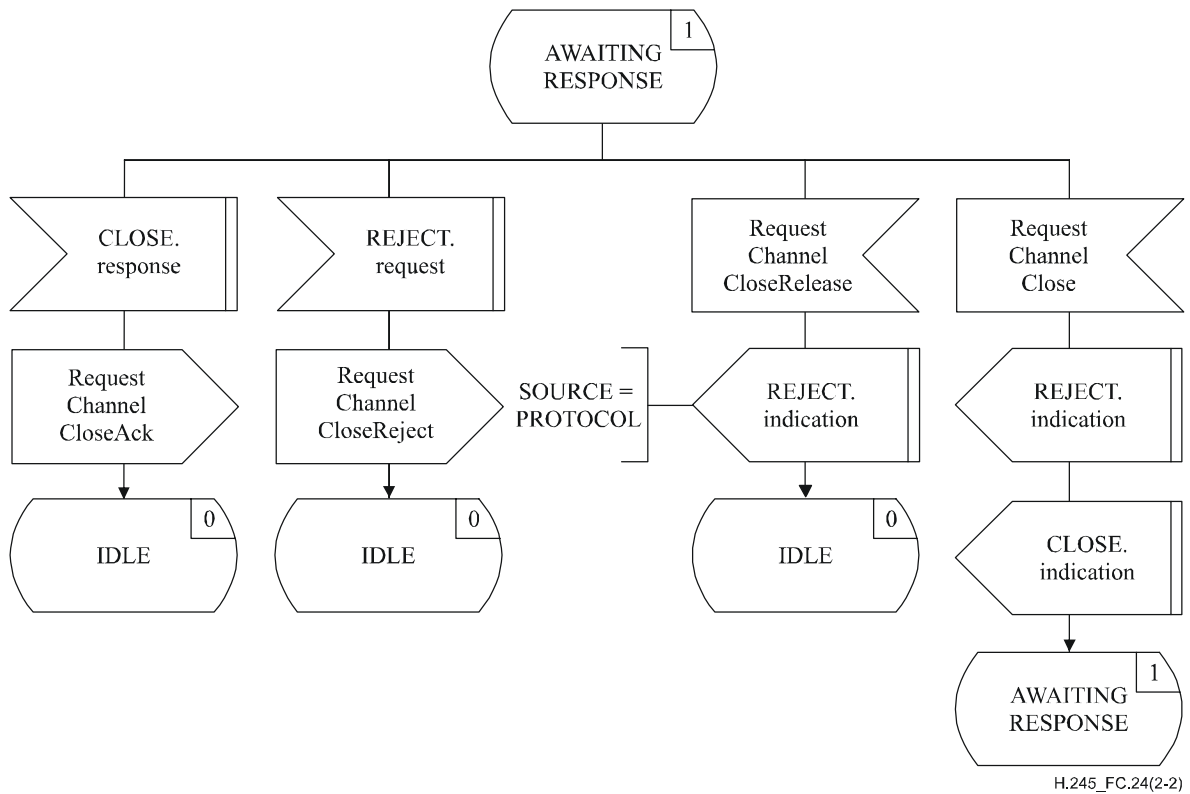 1
AWAITING
RESPONSE
CLOSE.
response
REJECT.
request
Request
Channel
CloseRelease
Request
Channel
Close
Request
Channel
CloseAck
Request
Channel
CloseReject
SOURCE =
PROTOCOL
REJECT.
indication
REJECT.
indication
0
IDLE
0
IDLE
0
IDLE
CLOSE.
indication
1
AWAITING
RESPONSE
H.245_FC.24(2-2)